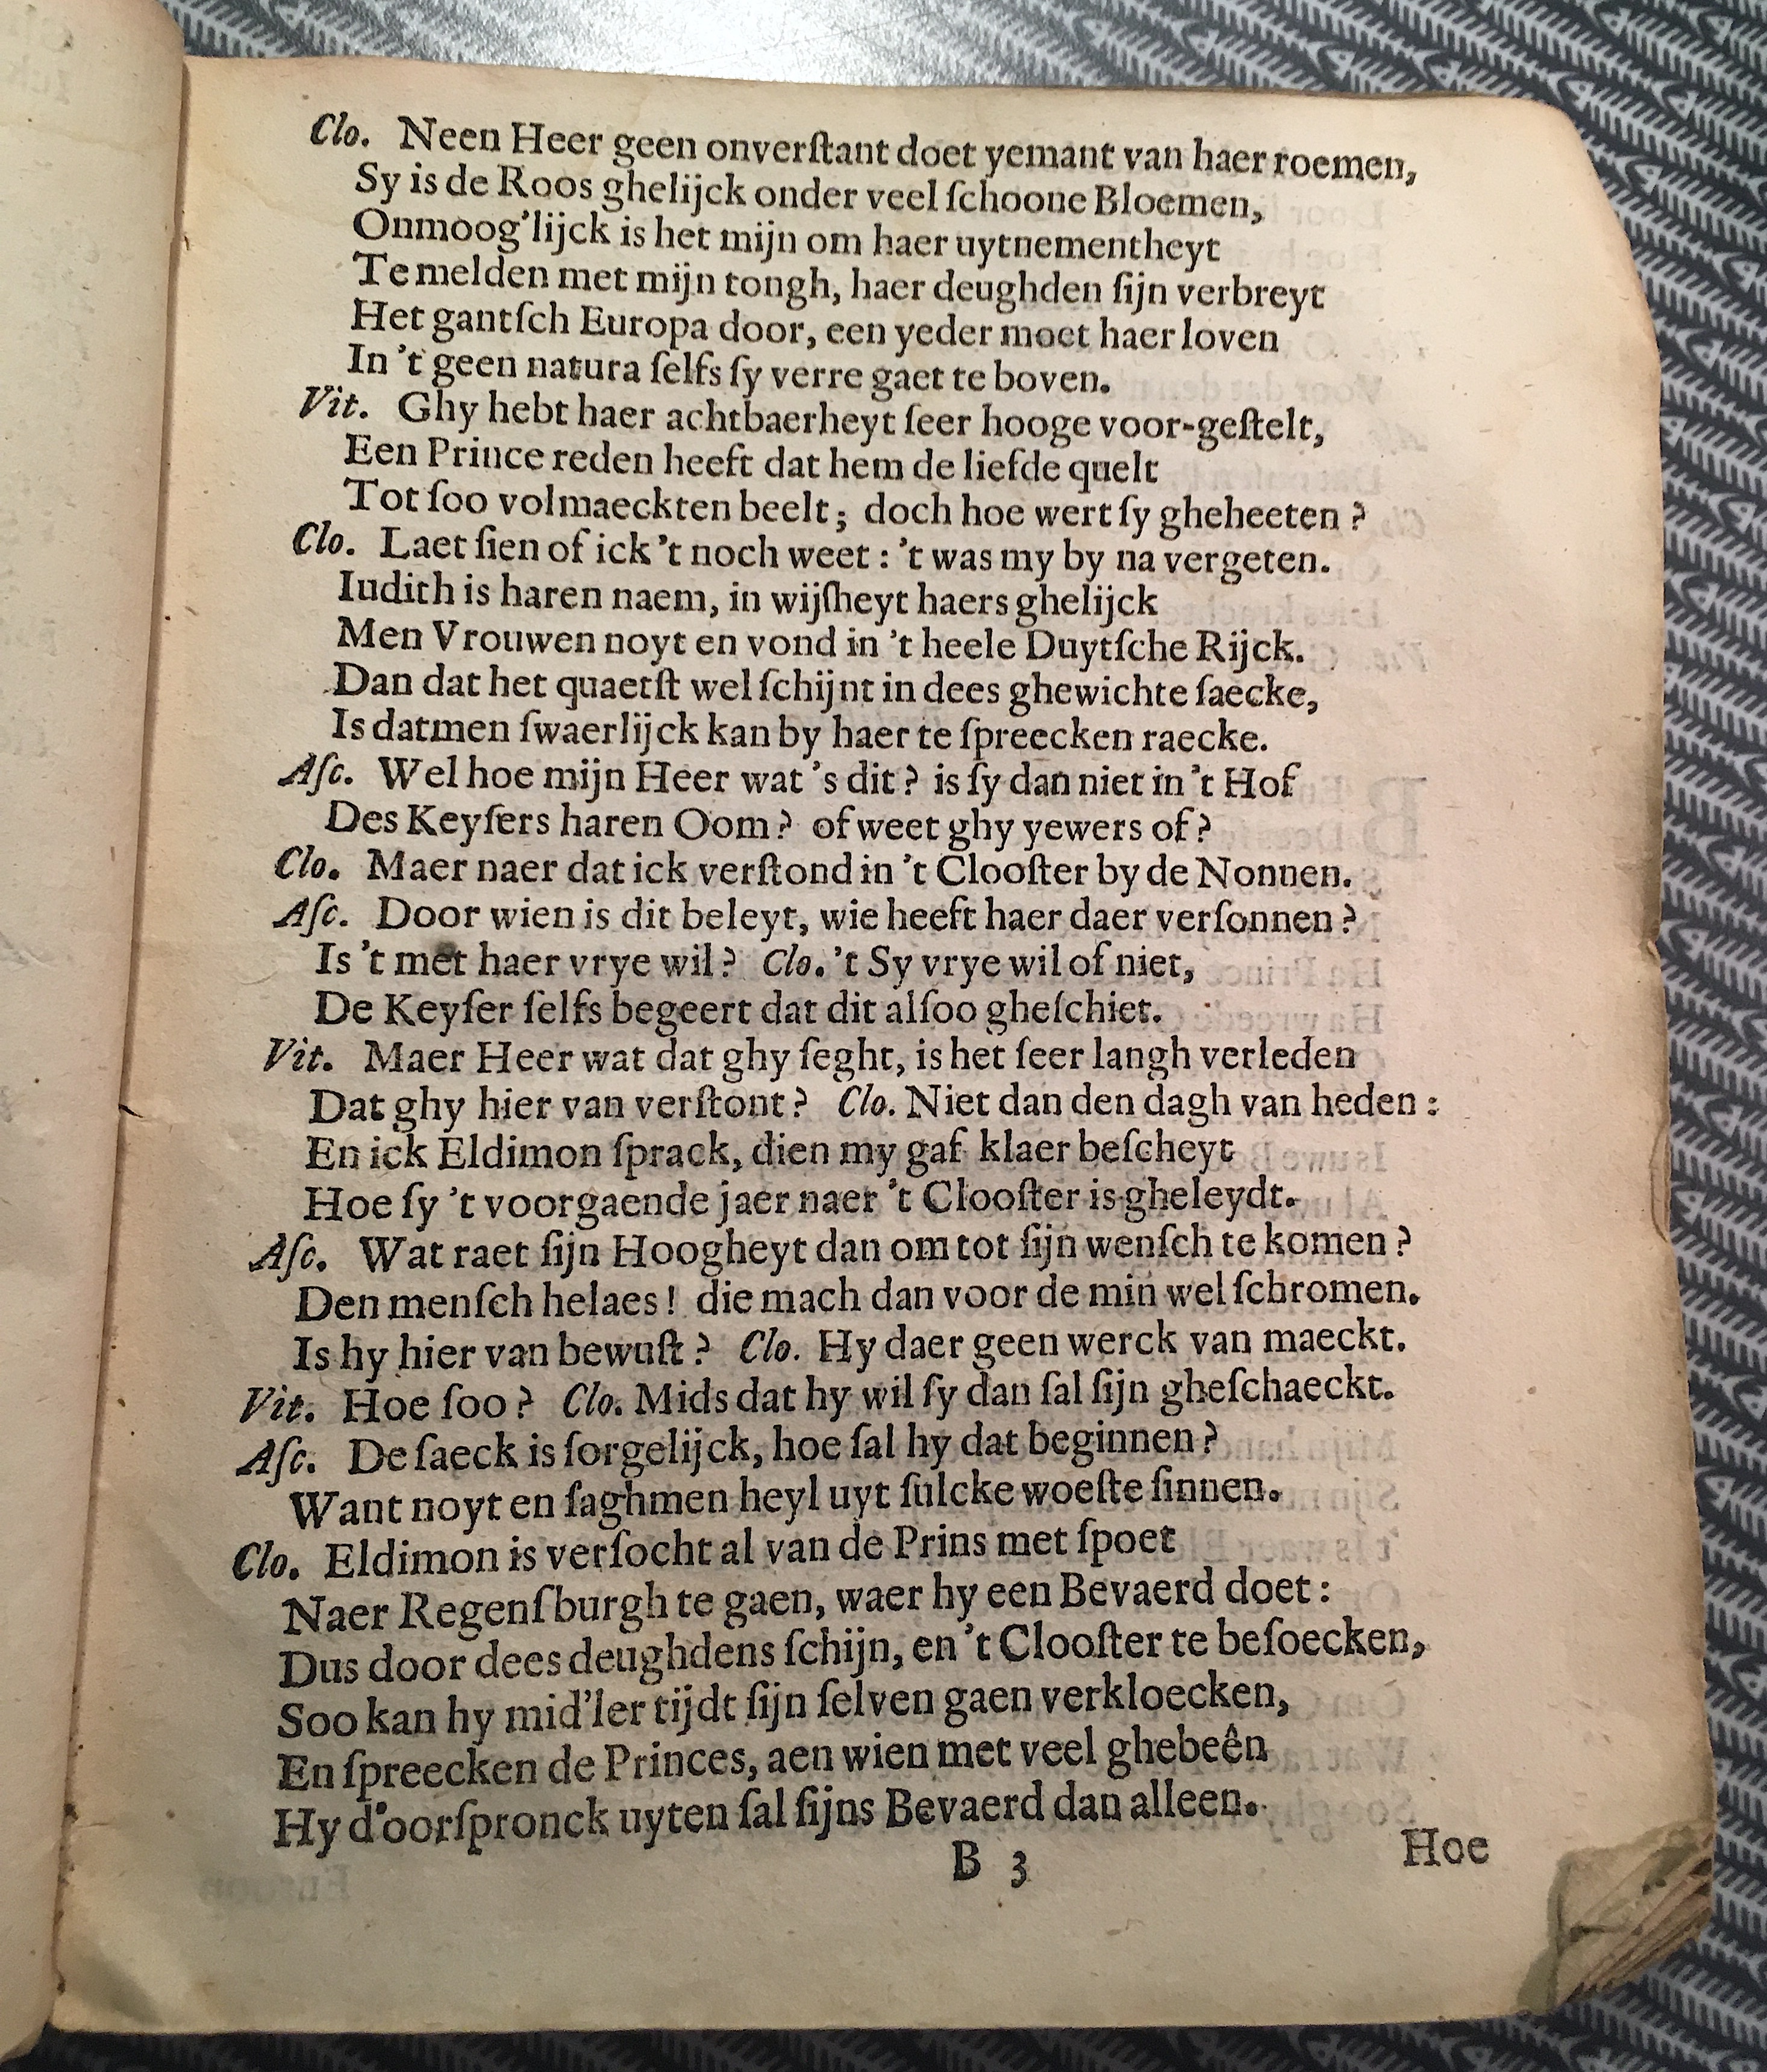 Clo. Neen Heer geen onverſtant doet yemant van haer roemen,
Sy is de Roos ghelijck onder veel ſchoone Bloemen,
Onmoog'lijck is het mijn om haer uytnementheyt
Te melden met mijn tongh, haer deughden ſijn verbreyt
Het gantſch Europa door, een yeder moet haer loven
In 't geen natura ſelfs ſy verre gaet te boven.
Vit. Ghy hebt haer achtbaerheyt ſeer hooge voor-geſtelt,
Een Prince reden heeft dat hem de liefde quelt
Tot ſoo volmaeckten beelt; doch hoe wert ſy gheheeten?
Clo. Laet ſien of ick 't noch weet: 't was my by na vergeten.
Iudith is haren naem, in wijſheyt haers ghelijck
Men Vrouwen noyt en vond in 't heele Duytſche Rijck.
Dan dat het quaetſt wel ſchijnt in dees ghewichte ſaecke,
Is datmen ſwaerlijck kan by haer te ſpreecken raecke.
Aſc. Wel hoe mijn Heer wat 's dit? is ſy dan niet in 't Hof
Des Keyſers haren Oom? of weet ghy yewers of?
Clo. Maer naer dat ick verſtond in 't Clooſter by de Nonnen.
Aſc. Door wien is dit beleyt, wie heeft haer daer verſonnen?
Is 't met haer vrye wil? Clo. 't Sy vrye wil of niet,
De Keyſer ſelfs begeert dat dit alſoo gheſchiet.
Vit. Maer Heer wat dat ghy ſeght, is het ſeer langh verleden
Dat ghy hier van verſtont? Clo. Niet dan den dagh van heden:
En ick Eldimon ſprack, dien my gaf klaer beſcheyt
Hoe ſy 't voorgaende jaer naer 't Clooſter is gheleydt.
Aſc. Wat raet ſijn Hoogheyt dan om tot ſijn wenſch te komen?
Den menſch helaes! die mach dan voor de min wel ſchromen.
Is hy hier van bewuſt? Clo. Hy daer geen werck van maeckt.
Vit. Hoe ſoo? Clo. Mids dat hy wil ſy dan ſal ſijn gheſchaeckt.
Aſc. De ſaeck is ſorgelijck, hoe ſal hy dat beginnen?
Want noyt en ſaghmen heyl uyt ſulcke woeſte ſinnen.
Clo. Eldimon is verſocht al van de Prins met ſpoet
Naer Regenſburgh te gaen, waer hy een Bevaerd doet:
Dus door dees deughdens ſchijn, en 't Clooſter te beſoecken,
Soo kan hy mid'ler tijdt ſijn ſelven gaen verkloecken,
En ſpreecken de Princes, aen wien met veel ghebeên
Hy d'oorſpronck uyten ſal ſijns Bevaerd dan alleen.
B 3
Hoe